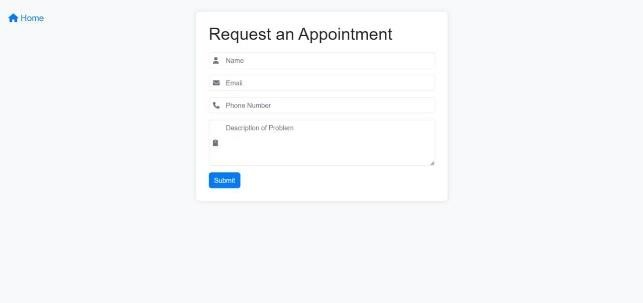 Home
Request an Appointment
Name
Email
Phone Number
Description of Problem
Submit